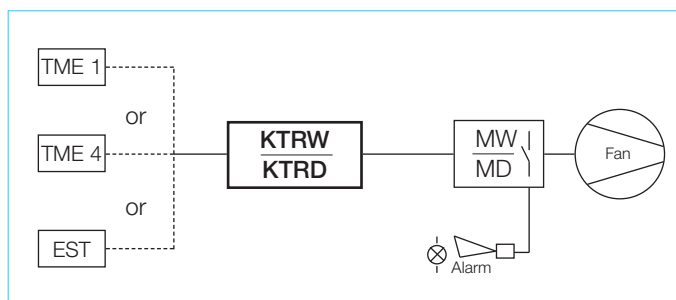 TME 1
or
TME 4
or
EST
KTRW
KTRD
MW
MD
Fan
Alarm